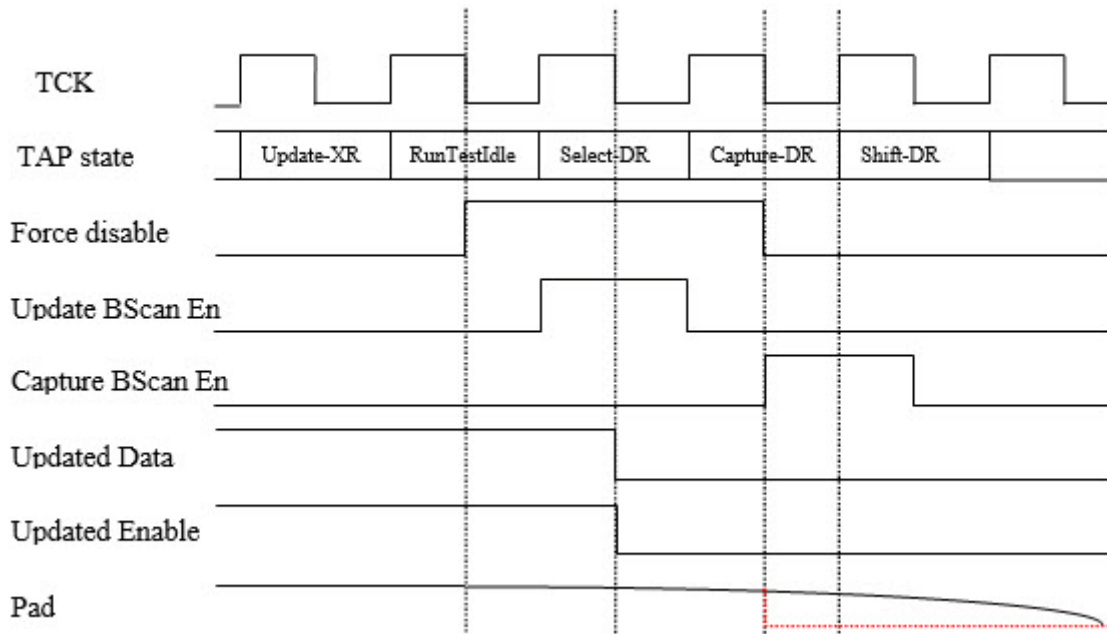 TCK
TAP state
Update-XR RunTestIdle Select-DR Capture-DR Shift-DR
Force disable
Update BScan En
Capture BScan En
Updated Data
Updated Enable
Pad